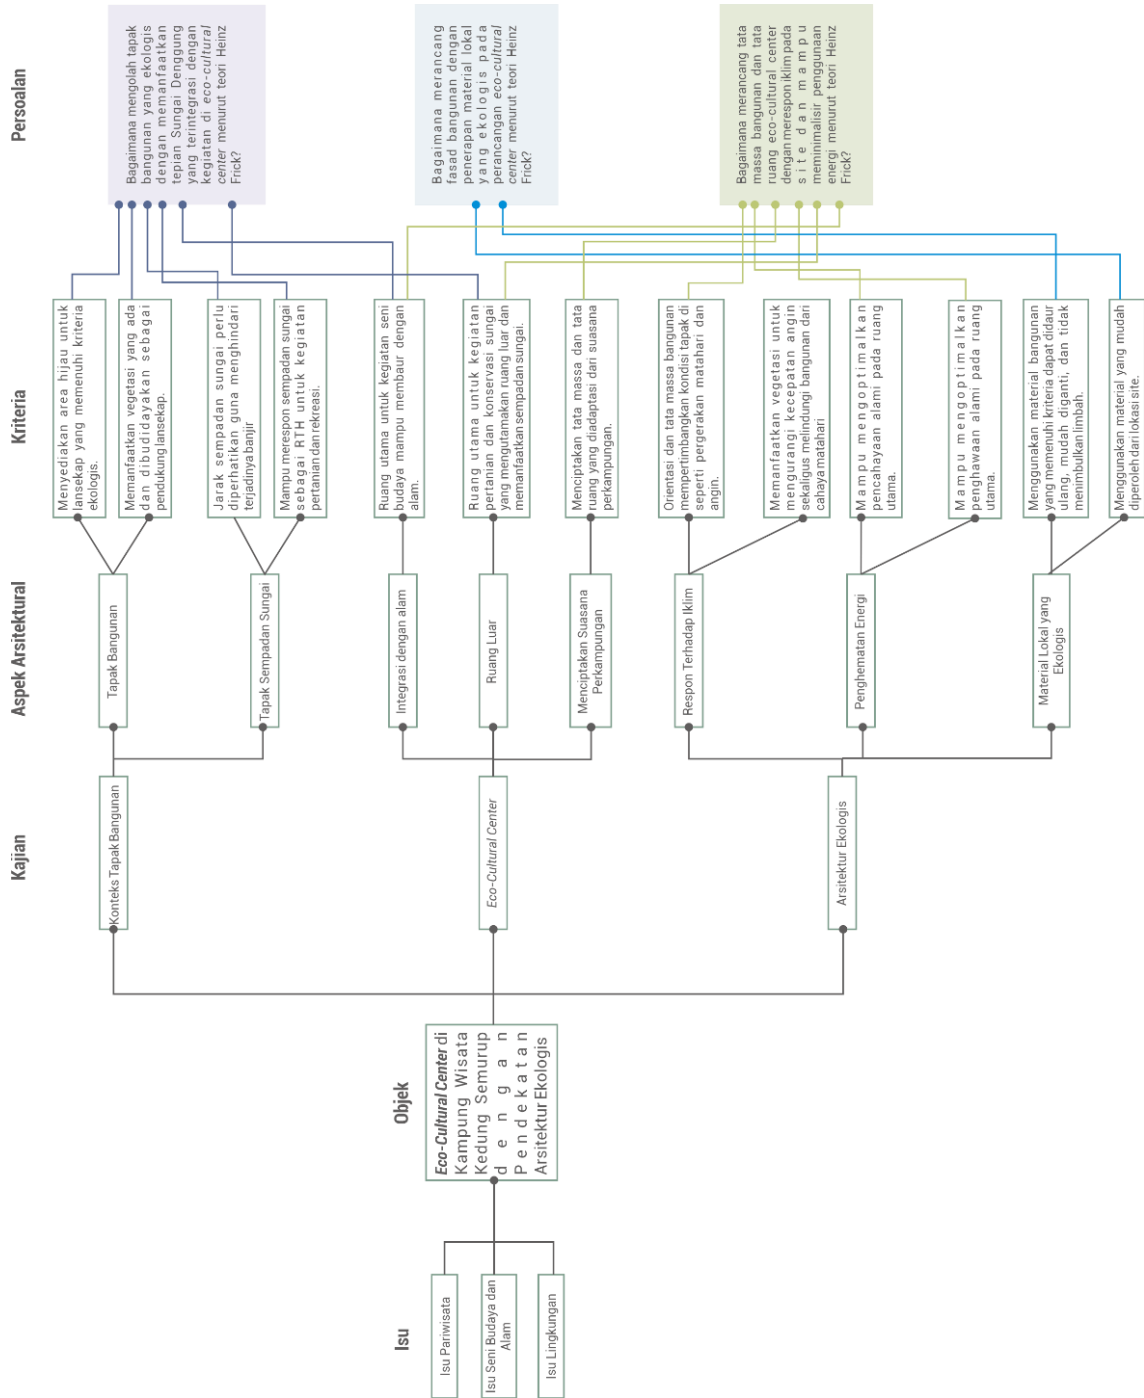 Isu
Isu Pariwisata
Isu Seni Budaya dan
Alam
Isu Lingkungan
Objek
Eco-Cultural Center di
Kampung Wisata
Kedung Semurup
dengan
Pendekatan
Arsitektur Ekologis
Kajian
Konteks Tapak Bangunan
Eco-Cultural Center
Arsitektur Ekologis
Aspek Arsitektural
Tapak Bangunan
Tapak Sempadan Sungai
Integrasi dengan alam
Ruang Luar
Menciptakan Suasana
Perkampungan
Respon Terhadap Iklim
Penghematan Energi
Material Lokal yang
Ekologis
Kriteria
Menyediakan area hijau untuk
lansekap yang memenuhi kriteria
ekologis.
Memanfaatkan vegetasi yang ada
dan dibudidayakan sebagai
pendukung lansekap.
Jarak sempadan sungai perlu
diperhatikan guna menghindari
terjadinya banjir
Mampu merespon sempadan sungai
sebagai RTH untuk kegiatan
pertanian dan rekreasi.
Ruang utama untuk kegiatan seni
budaya mampu membaur dengan
alam.
Ruang utama untuk kegiatan
pertanian dan konservasi sungai
yang mengutamakan ruang luar dan
memanfaatkan sempadan sungai.
Menciptakan tata massa dan tata
ruang yang diadaptasi dari suasana
perkampungan.
Orientasi dan tata massa bangunan
mempertimbangkan kondisi tapak di
seperti pergerakan matahari dan
angin.
Memanfaatkan vegetasi untuk
mengurangi kecepatan angin
sekaligus melindungi bangunan dari
cahaya matahari
Mampu mengoptimalkan
pencahayaan alami pada ruang
utama.
Mampu mengoptimalkan
penghawaan alami pada ruang
utama.
Menggunakan material bangunan
yang memenuhi kriteria dapat didaur
ulang, mudah diganti, dan tidak
menimbulkan limbah.
Menggunakan material yang mudah
diperoleh dari lokasi site.
Persoalan
Bagaimana mengolah tapak
bangunan yang ekologis
dengan memanfaatkan
tepian Sungai Denggung
yang terintegrasi dengan
kegiatan di eco-cultural
center menurut teori Heinz
Frick?
Bagaimana merancang
fasad bangunan dengan
penerapan material lokal
yang ekologis pada
perancangan eco-cultural
center menurut teori Heinz
Frick?
Bagaimana merancang tata
massa bangunan dan tata
ruang eco-cultural center
dengan merespon iklim pada
site dan mampu
meminimalisir penggunaan
energi menurut teori Heinz
Frick?